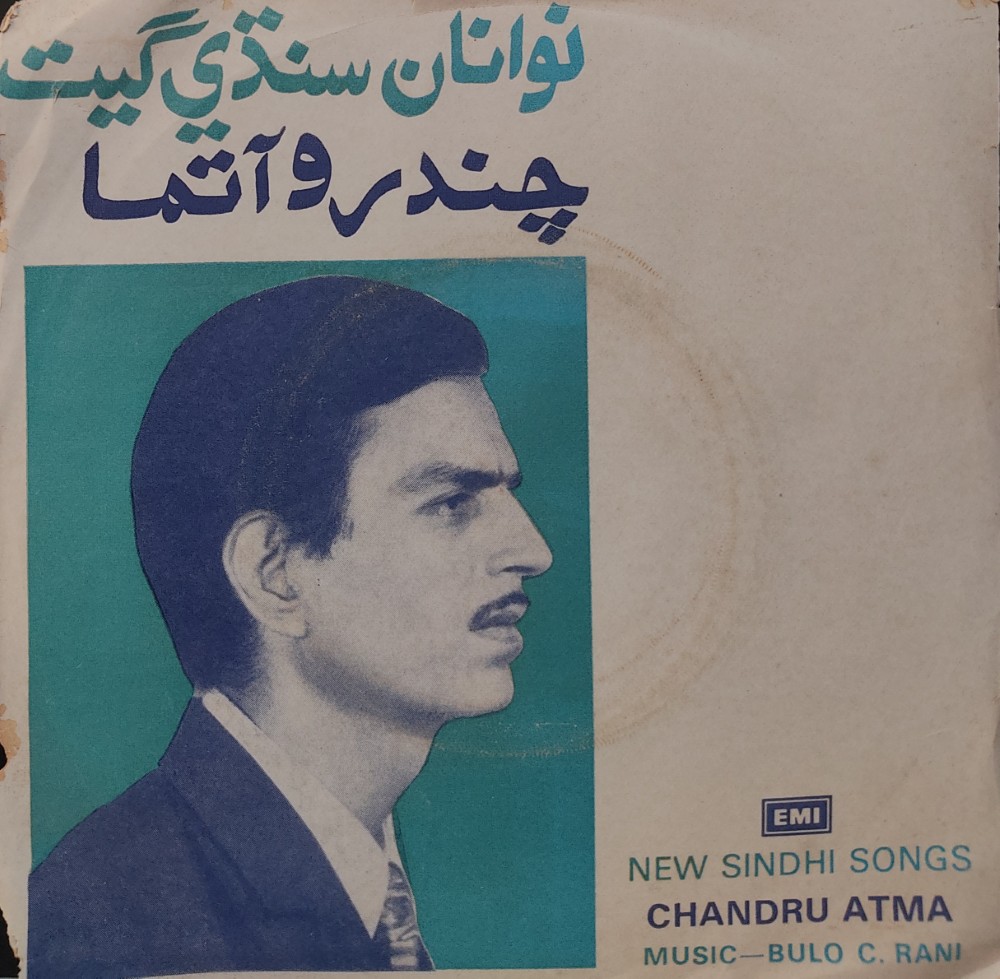 نوانان سنڌي گيت
چندرو آتما
EMI
NEW SINDHI SONGS
CHANDRU ATMA
MUSIC—BULO C. RANI